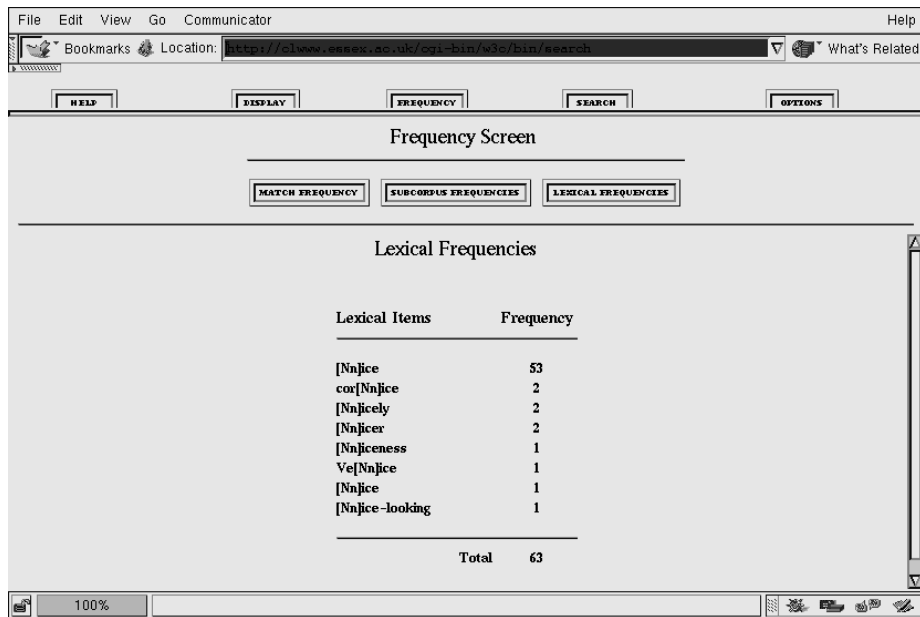 File Edit View Go Communicator Help
Bookmarks Location: http://clwww.essex.ac.uk/cgi-bin/w3c/bin/search What's Related
HELP DISPLAY FREQUENCY SEARCH OPTIONS
Frequency Screen
MATCH FREQUENCY SUBCORPUS FREQUENCIES LEXICAL FREQUENCIES
Lexical Frequencies
Lexical Items Frequency
[Nn]ice 53
cor[Nn]ice 2
[Nn]icely 2
[Nn]icer 2
[Nn]iceness 1
Ve[Nn]ice 1
[Nn]ice 1
[Nn]ice-looking 1
Total 63
100%